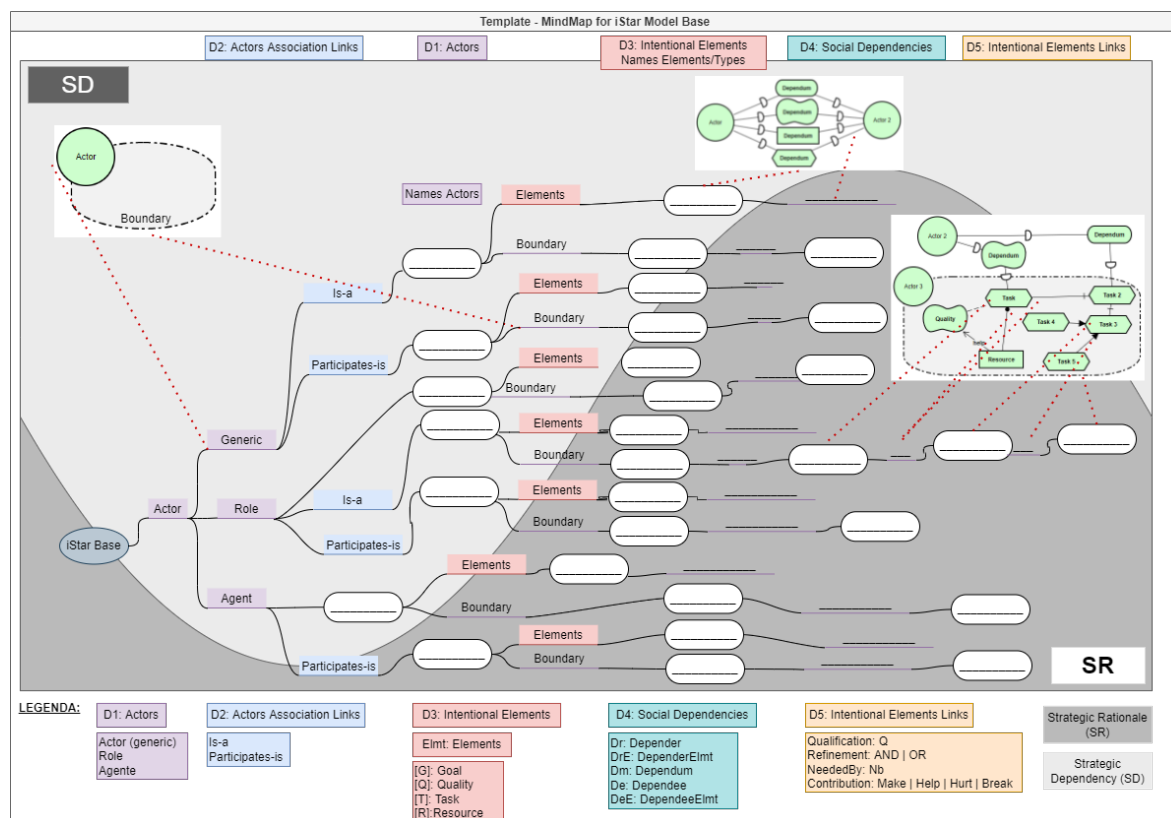 Template - MindMap for iStar Model Base
D2: Actors Association Links
D1: Actors
D3: Intentional Elements
Names Elements/Types
D4: Social Dependencies
D5: Intentional Elements Links
SD
Actor
Boundary
Dependum
Actor
Dependum
Actor 2
Dependum
Dependum
Names Actors
Elements
Boundary
Is-a
Elements
Boundary
Participates-is
Elements
Boundary
Actor 2
Dependum
Dependum
Actor 3
Task
Task 2
Quality
Task 4
Task 3
help
Resource
Task 5
Generic
Elements
Boundary
Is-a
Elements
Actor
Role
Boundary
Participates-is
iStar Base
Elements
Agent
Boundary
Elements
Participates-is
Boundary
SR
LEGENDA:
D1: Actors
Actor (generic)
Role
Agente
D2: Actors Association Links
Is-a
Participates-is
D3: Intentional Elements
Elmt: Elements
[G]: Goal
[Q]: Quality
[T]: Task
[R]:Resource
D4: Social Dependencies
Dr: Depender
DrE: DependerElmt
Dm: Dependum
De: Dependee
DeE: DependeeElmt
D5: Intentional Elements Links
Qualification: Q
Refinement: AND | OR
NeededBy: Nb
Contribution: Make | Help | Hurt | Break
Strategic Rationale
(SR)
Strategic
Dependency (SD)